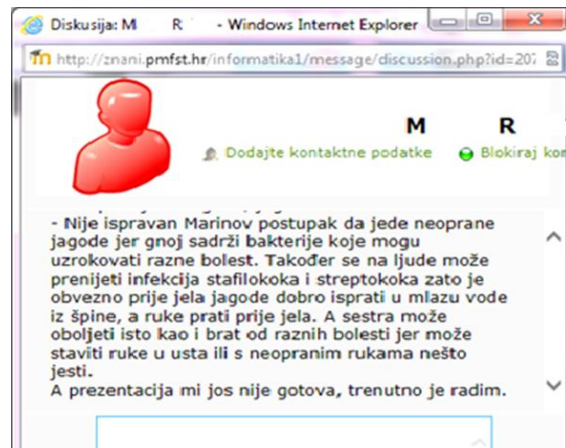 Diskusija: M R - Windows Internet Explorer
http://znani.pmfst.hr/informatika1/message/discussion.php?id=207
M R
Dodajte kontaktne podatke Blokiraj kor
- Nije ispravan Marinov postupak da jede neoprane
jagode jer gnoj sadrži bakterije koje mogu
uzrokovati razne bolest. Također se na ljude može
prenijeti infekcija stafilokoka i streptokoka zato je
obvezno prije jela jagode dobro isprati u mlazu vode
iz špine, a ruke prati prije jela. A sestra može
oboljeti isto kao i brat od raznih bolesti jer može
staviti ruke u usta ili s neopranim rukama nešto
jesti.
A prezentacija mi jos nije gotova, trenutno je radim.